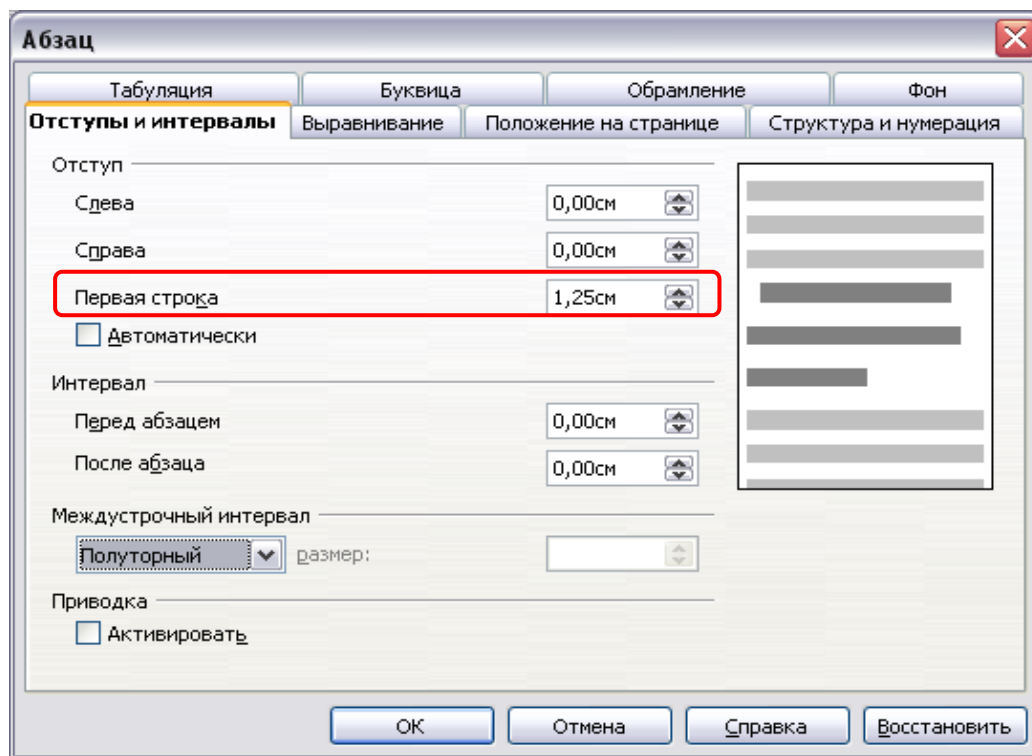 Абзац
Табуляция Буквица Обрамление Фон
Отступы и интервалы Выравнивание Положение на странице Структура и нумерация
Отступ
Слева 0,00см
Справа 0,00см
Первая строка 1,25см
Автоматически
Интервал
Перед абзацем 0,00см
После абзаца 0,00см
Междустрочный интервал
Полуторный размер:
Приводка
Активировать
ОК Отмена Справка Восстановить